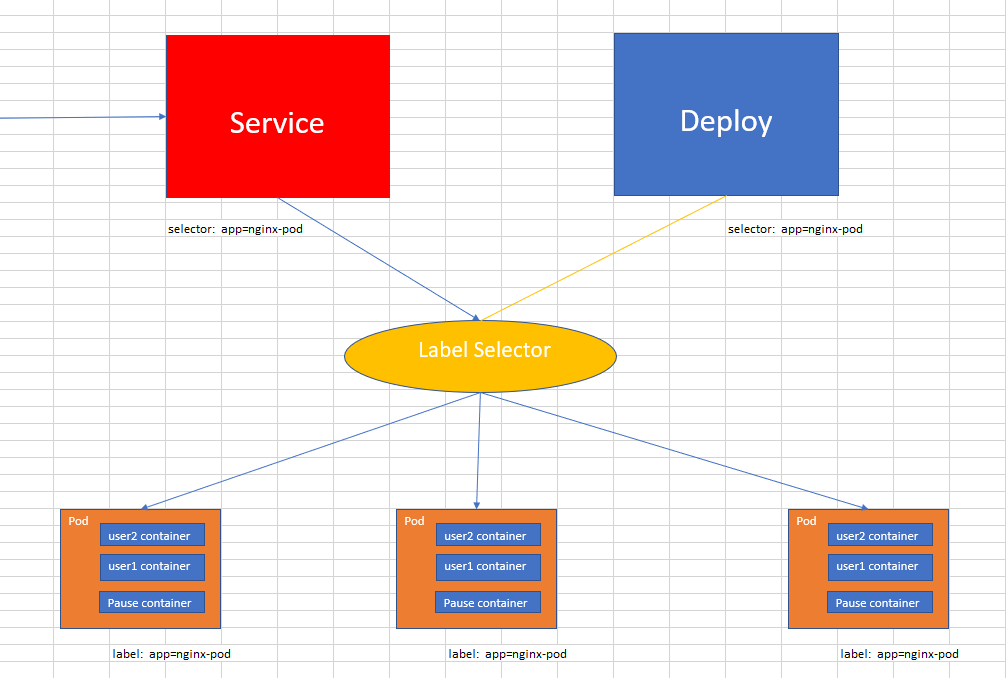 Service
Deploy
selector:  app=nginx-pod
selector:  app=nginx-pod
Label Selector
Pod
user2 container
user1 container
Pause container
Pod
user2 container
user1 container
Pause container
Pod
user2 container
user1 container
Pause container
label:  app=nginx-pod
label:  app=nginx-pod
label:  app=nginx-pod